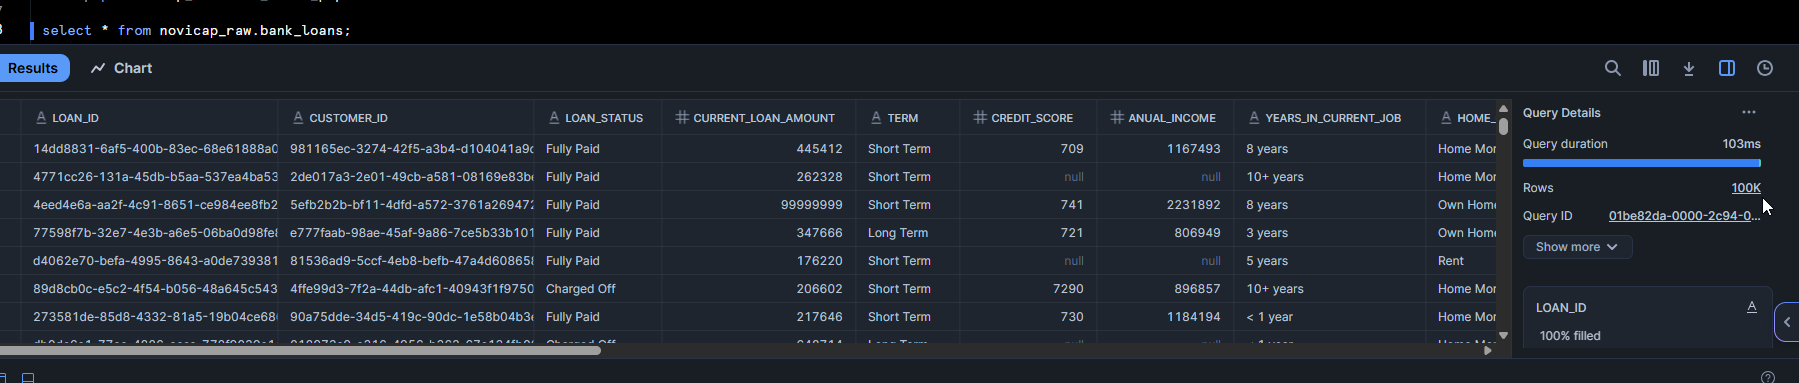 select * from novicap_raw.bank_loans;
Results Chart
LOAN_ID CUSTOMER_ID LOAN_STATUS CURRENT_LOAN_AMOUNT TERM CREDIT_SCORE ANUAL_INCOME YEARS_IN_CURRENT_JOB HOME_
14dd8831-6af5-400b-83ec-68e61888a0 981165ec-3274-42f5-a3b4-d104041a9c Fully Paid 445412 Short Term 709 1167493 8 years Home Mor
4771cc26-131a-45db-b5aa-537ea4ba53 2de017a3-2e01-49cb-a581-08169e83be Fully Paid 262328 Short Term null null 10+ years Home Mor
4eed4e6a-aa2f-4c91-8651-ce984ee8fb2 5efb2b2b-bf11-4dfd-a572-3761a269472 Fully Paid 99999999 Short Term 741 2231892 8 years Own Home
77598f7b-32e7-4e3b-a6e5-06ba0d98fe e777faab-98ae-45af-9a86-7ce5b33b101 Fully Paid 347666 Long Term 721 806949 3 years Own Home
d4062e70-befa-4995-8643-a0de739381 81536ad9-5ccf-4eb8-befb-47a4d608658 Fully Paid 176220 Short Term null null 5 years Rent
89d8cb0c-e5c2-4f54-b056-48a645c543 4ffe99d3-7f2a-44db-afc1-40943f1f9750 Charged Off 206602 Short Term 7290 896857 10+ years Home Mor
273581de-85d8-4332-81a5-19b04ce68 90a75dde-34d5-419c-90dc-1e58b04b3e Fully Paid 217646 Short Term 730 1184194 < 1 year Home Mor
Query Details
Query duration 103ms
Rows 100K
Query ID 01be82da-0000-2c94-0...
Show more
LOAN_ID A
100% filled